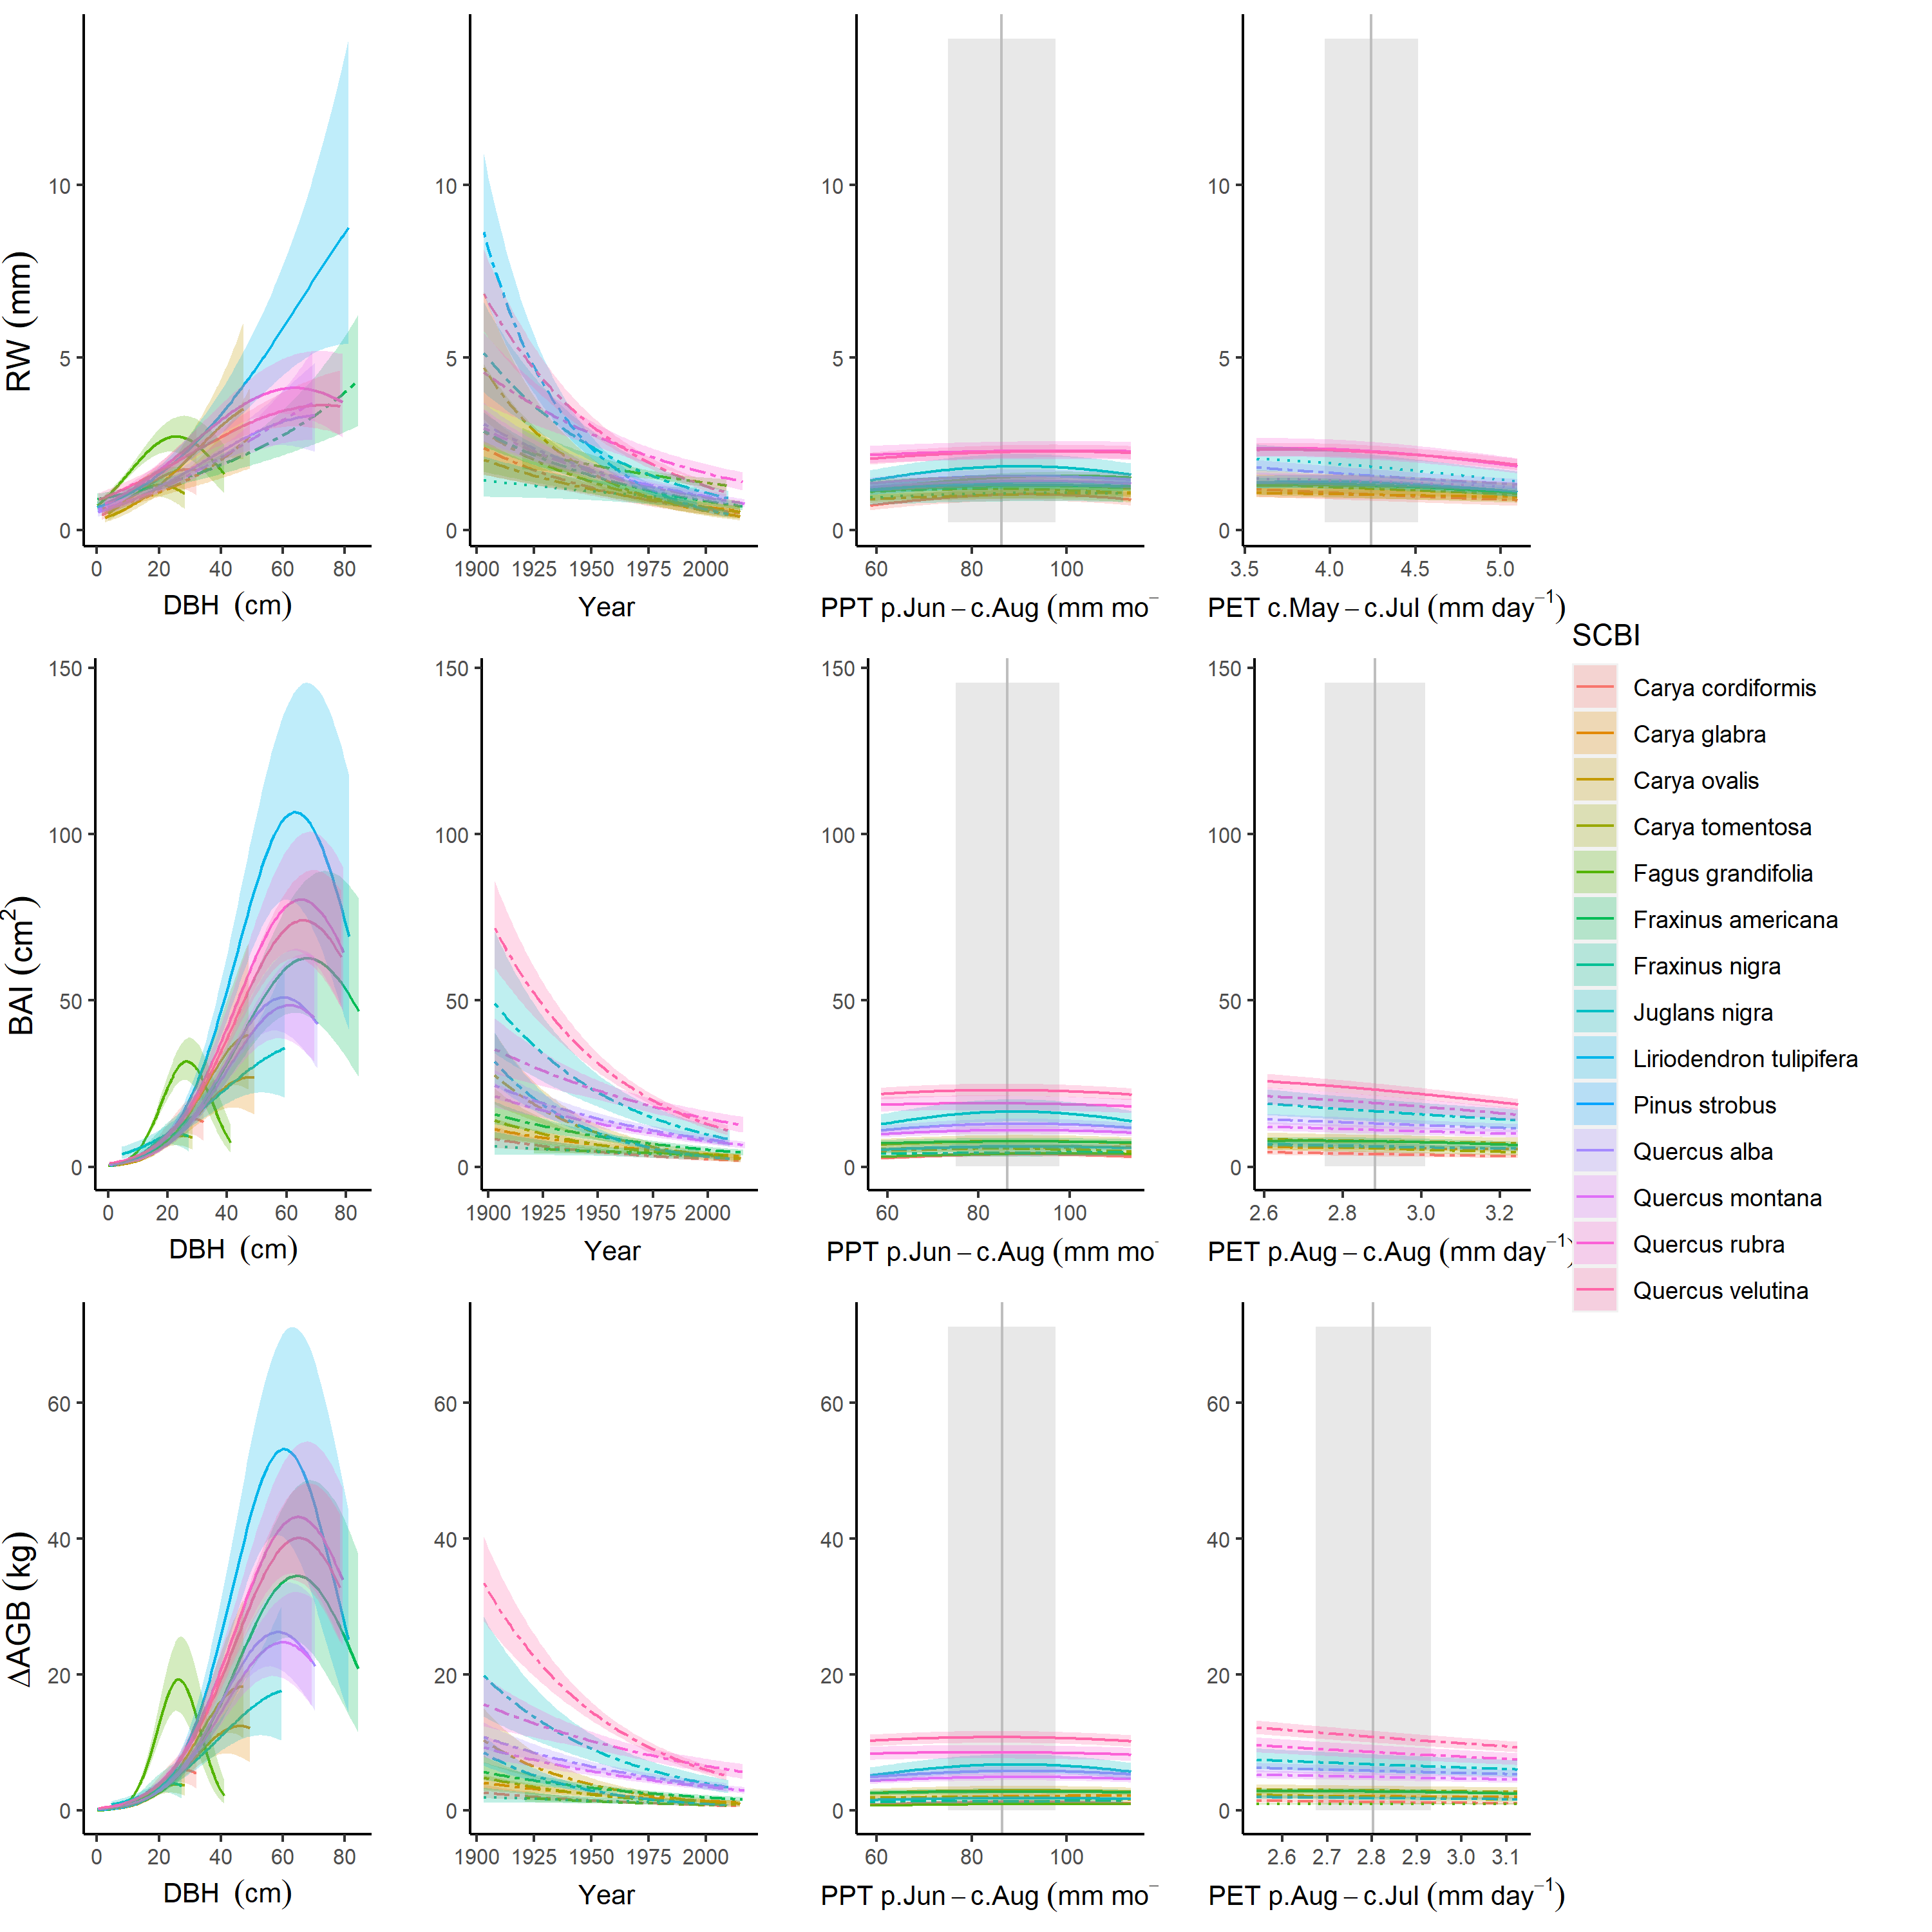 RW (mm)
10
5
0
0 20 40 60 80
DBH (cm)
10
5
0
1900 1925 1950 1975 2000
Year
10
5
0
60 80 100
PPT p.Jun – c.Aug (mm mo⁻
10
5
0
3.5 4.0 4.5 5.0
PET c.May – c.Jul (mm day⁻¹)
BAI (cm²)
150
100
50
0
0 20 40 60 80
DBH (cm)
150
100
50
0
1900 1925 1950 1975 2000
Year
150
100
50
0
60 80 100
PPT p.Jun – c.Aug (mm mo⁻
150
100
50
0
2.6 2.8 3.0 3.2
PET p.Aug – c.Aug (mm day⁻¹)
ΔAGB (kg)
60
40
20
0
0 20 40 60 80
DBH (cm)
60
40
20
0
1900 1925 1950 1975 2000
Year
60
40
20
0
60 80 100
PPT p.Jun – c.Aug (mm mo⁻
60
40
20
0
2.6 2.7 2.8 2.9 3.0 3.1
PET p.Aug – c.Jul (mm day⁻¹)
SCBI
Carya cordiformis
Carya glabra
Carya ovalis
Carya tomentosa
Fagus grandifolia
Fraxinus americana
Fraxinus nigra
Juglans nigra
Liriodendron tulipifera
Pinus strobus
Quercus alba
Quercus montana
Quercus rubra
Quercus velutina